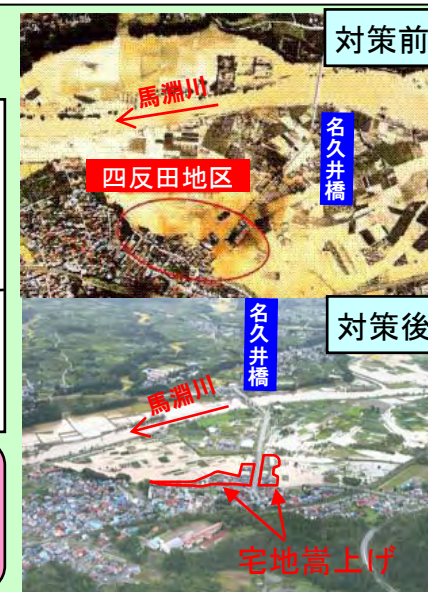 対策前
馬淵川
名久井橋
四反田地区
対策後
名久井橋
馬淵川
宅地嵩上げ